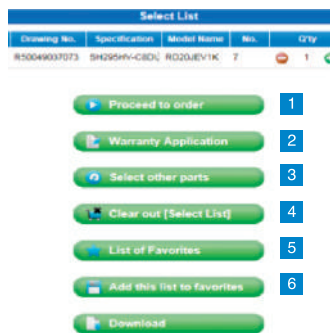 Select List
Drawing No. Specification Model Name No. Q'ty
R50049037073 SH295HV-C8DL RD20JEV1K 7 1
Proceed to order 1
Warranty Application 2
Select other parts 3
Clear out [Select List] 4
List of Favorites 5
Add this list to favorites 6
Download